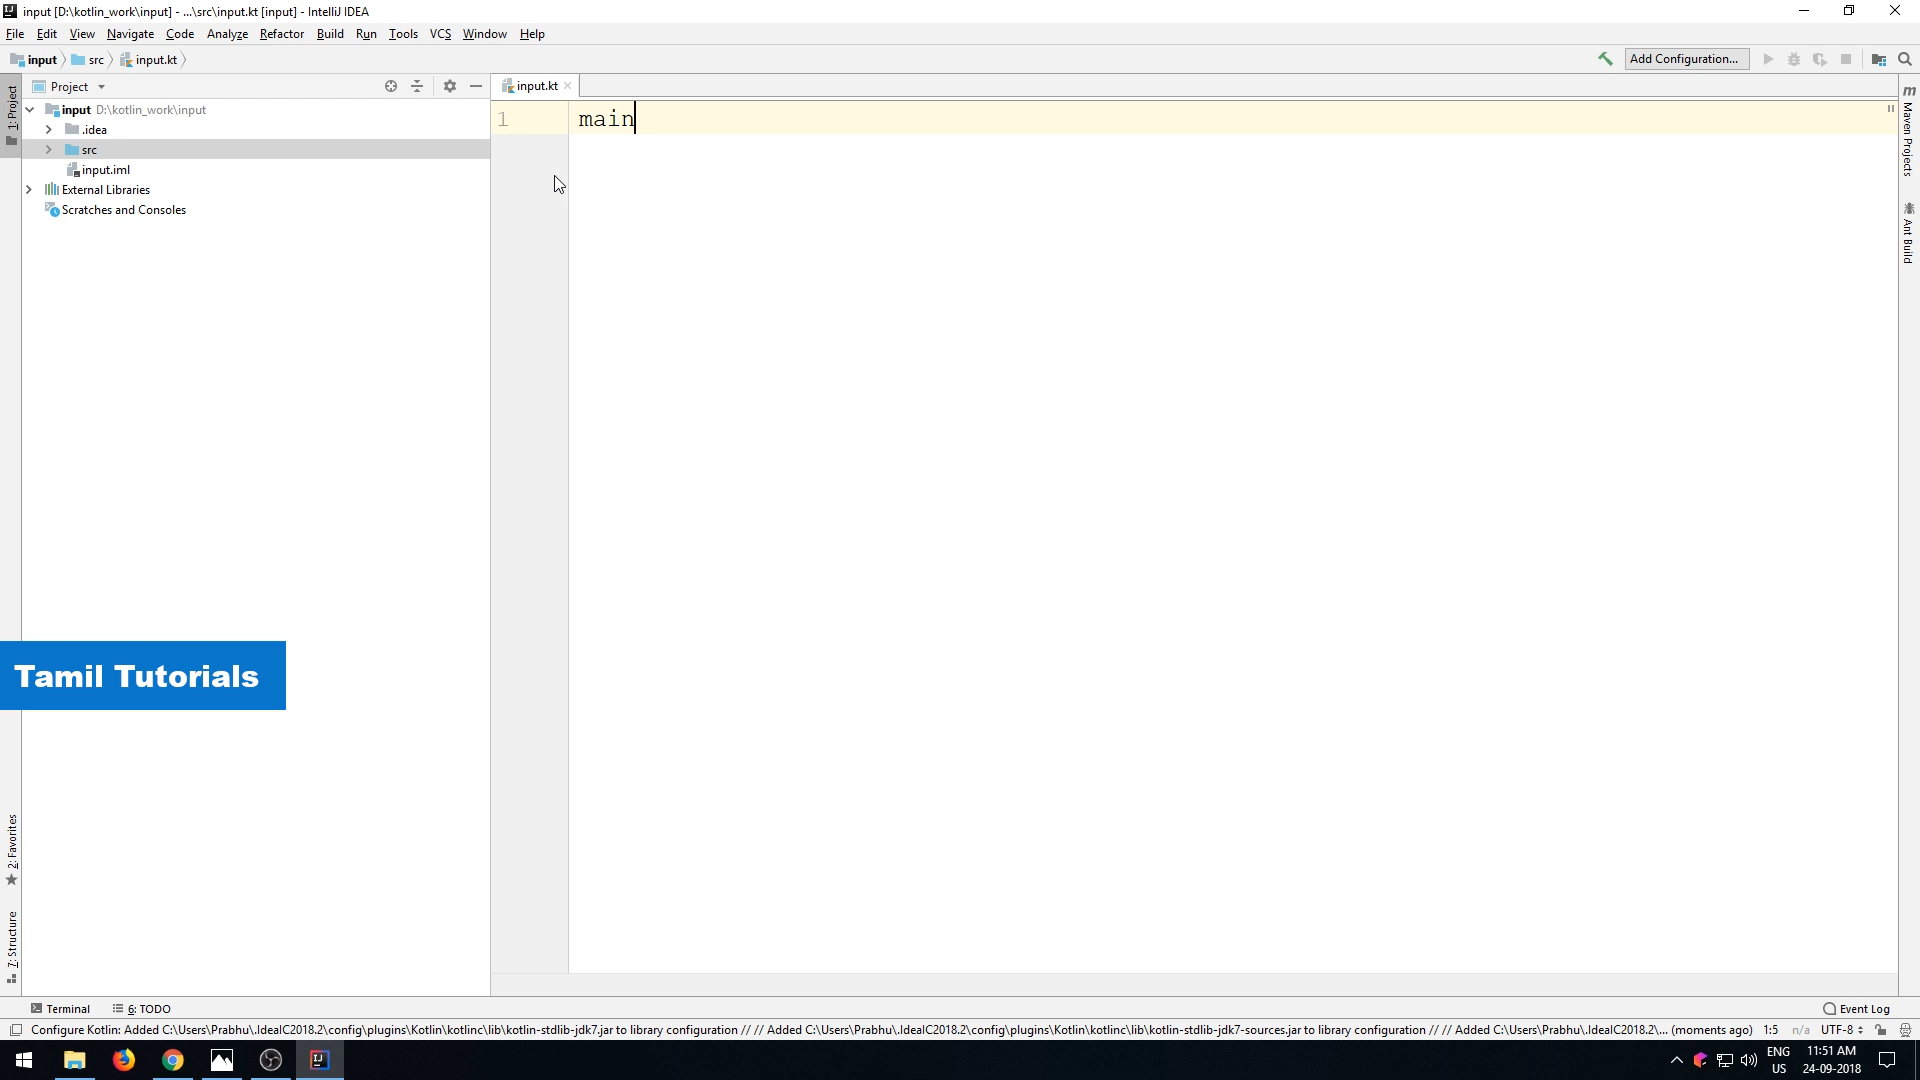 input [D:\kotlin_work\input] - ...\src\input.kt [input] - IntelliJ IDEA
File Edit View Navigate Code Analyze Refactor Build Run Tools VCS Window Help
input src input.kt Add Configuration...
1: Project
Project
input.kt
input D:\kotlin_work\input
.idea
src
input.iml
External Libraries
Scratches and Consoles
1 main
m Maven Projects
Ant Build
Tamil Tutorials
2: Favorites
7: Structure
Terminal 6: TODO Event Log
Configure Kotlin: Added C:\Users\Prabhu\.IdeaIC2018.2\config\plugins\Kotlin\kotlinc\lib\kotlin-stdlib-jdk7.jar to library configuration // // Added C:\Users\Prabhu\.IdeaIC2018.2\config\plugins\Kotlin\kotlinc\lib\kotlin-stdlib-jdk7-sources.jar to library configuration // // Added C:\Users\Prabhu\.IdeaIC2018.2\... (moments ago) 1:5 n/a UTF-8
ENG 11:51 AM
US 24-09-2018